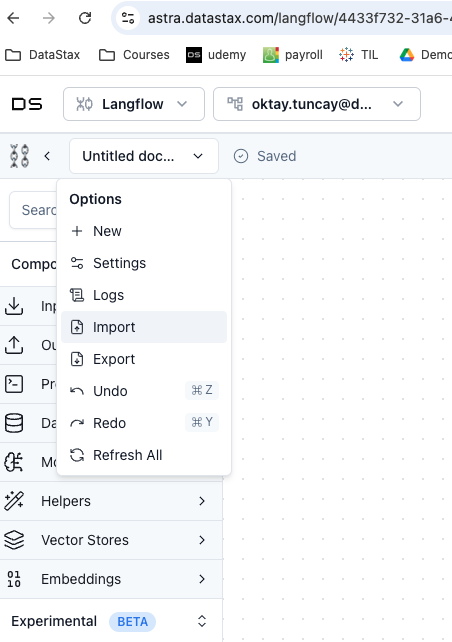 astra.datastax.com/langflow/4433f732-31a6-
DataStax Courses DS udemy payroll TIL Demo
DS Langflow oktay.tuncay@d...
Untitled doc... Saved
Sear
Options
New
Compo
Settings
Logs
Inp
Import
Ou
Export
Pr
Undo ⌘ Z
Da
Redo ⌘ Y
Mo
Refresh All
Helpers
Vector Stores
Embeddings
Experimental BETA